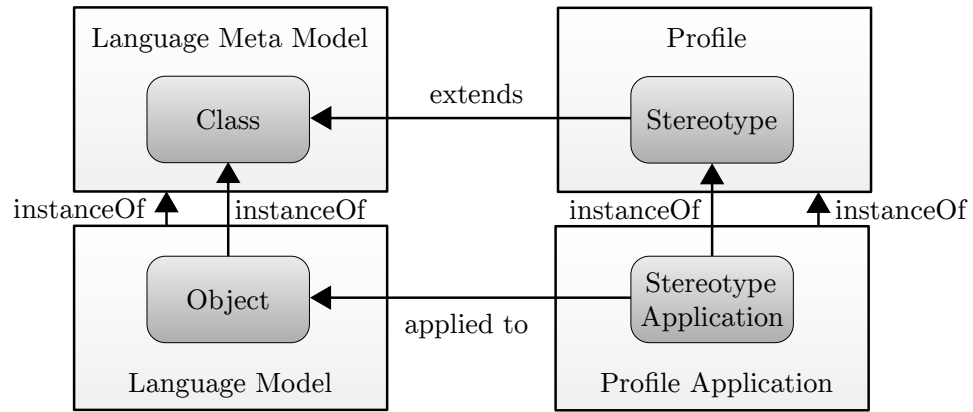 Language Meta Model
Profile
Class
extends
Stereotype
instanceOf
instanceOf
instanceOf
instanceOf
Object
applied to
Stereotype
Application
Language Model
Profile Application